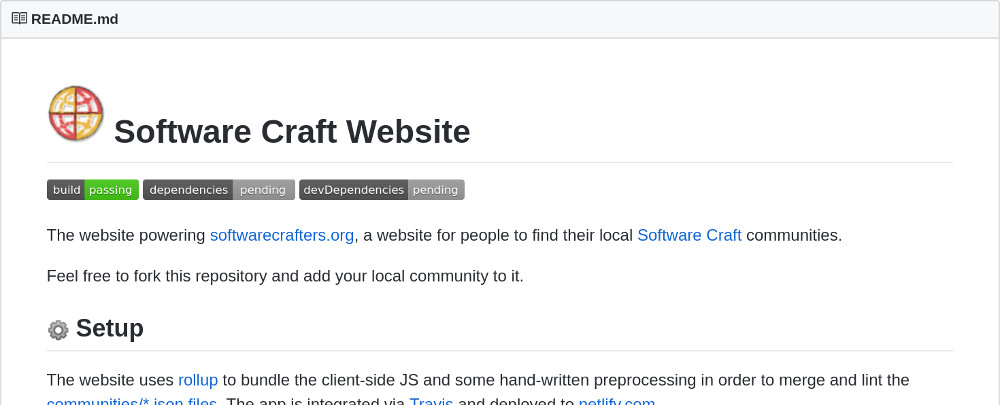 README.md
Software Craft Website
build passing dependencies pending devDependencies pending
The website powering softwarecrafters.org, a website for people to find their local Software Craft communities.
Feel free to fork this repository and add your local community to it.
Setup
The website uses rollup to bundle the client-side JS and some hand-written preprocessing in order to merge and lint the
communities/*.json files. The app is integrated via Travis and deployed to netlify.com.